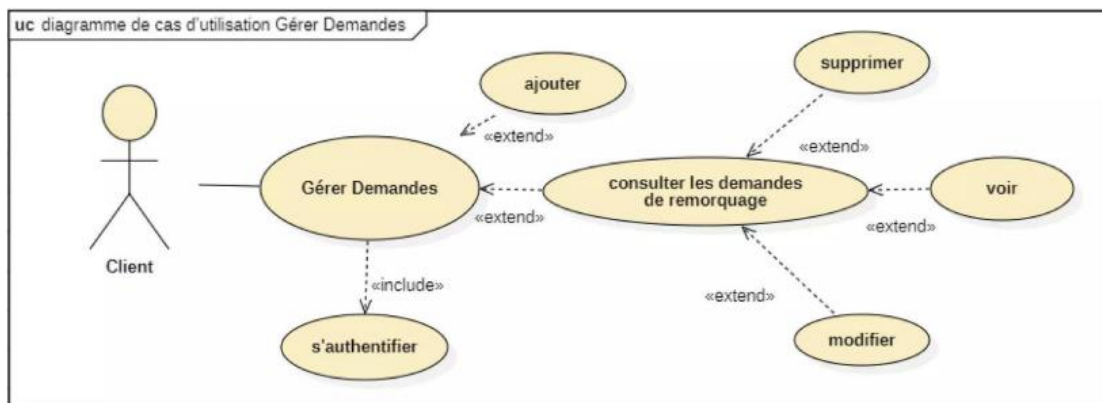 uc diagramme de cas d'utilisation Gérer Demandes
supprimer
ajouter
«extend»
«extend»
Gérer Demandes
consulter les demandes
de remorquage
voir
«extend»
«extend»
Client
«include»
«extend»
s'authentifier
modifier